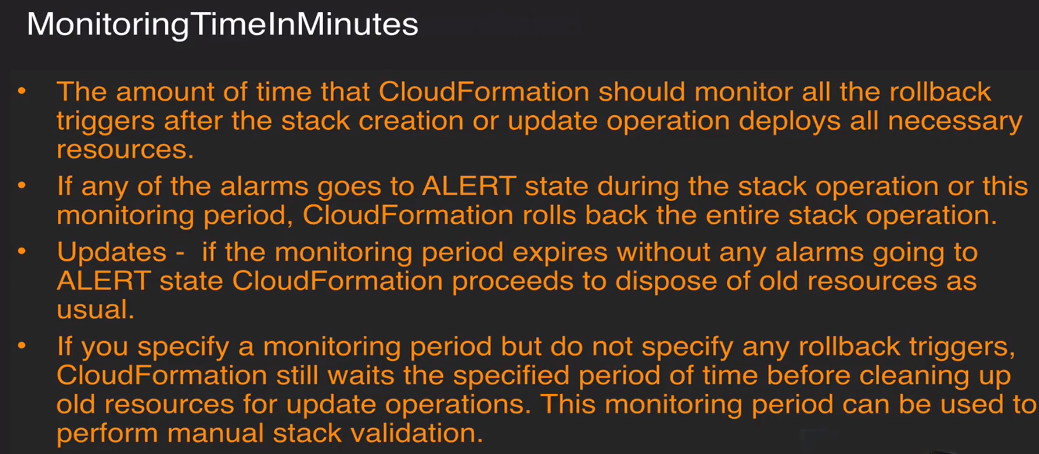 MonitoringTimeInMinutes
• The amount of time that CloudFormation should monitor all the rollback
triggers after the stack creation or update operation deploys all necessary
resources.
• If any of the alarms goes to ALERT state during the stack operation or this
monitoring period, CloudFormation rolls back the entire stack operation.
• Updates - if the monitoring period expires without any alarms going to
ALERT state CloudFormation proceeds to dispose of old resources as
usual.
• If you specify a monitoring period but do not specify any rollback triggers,
CloudFormation still waits the specified period of time before cleaning up
old resources for update operations. This monitoring period can be used to
perform manual stack validation.